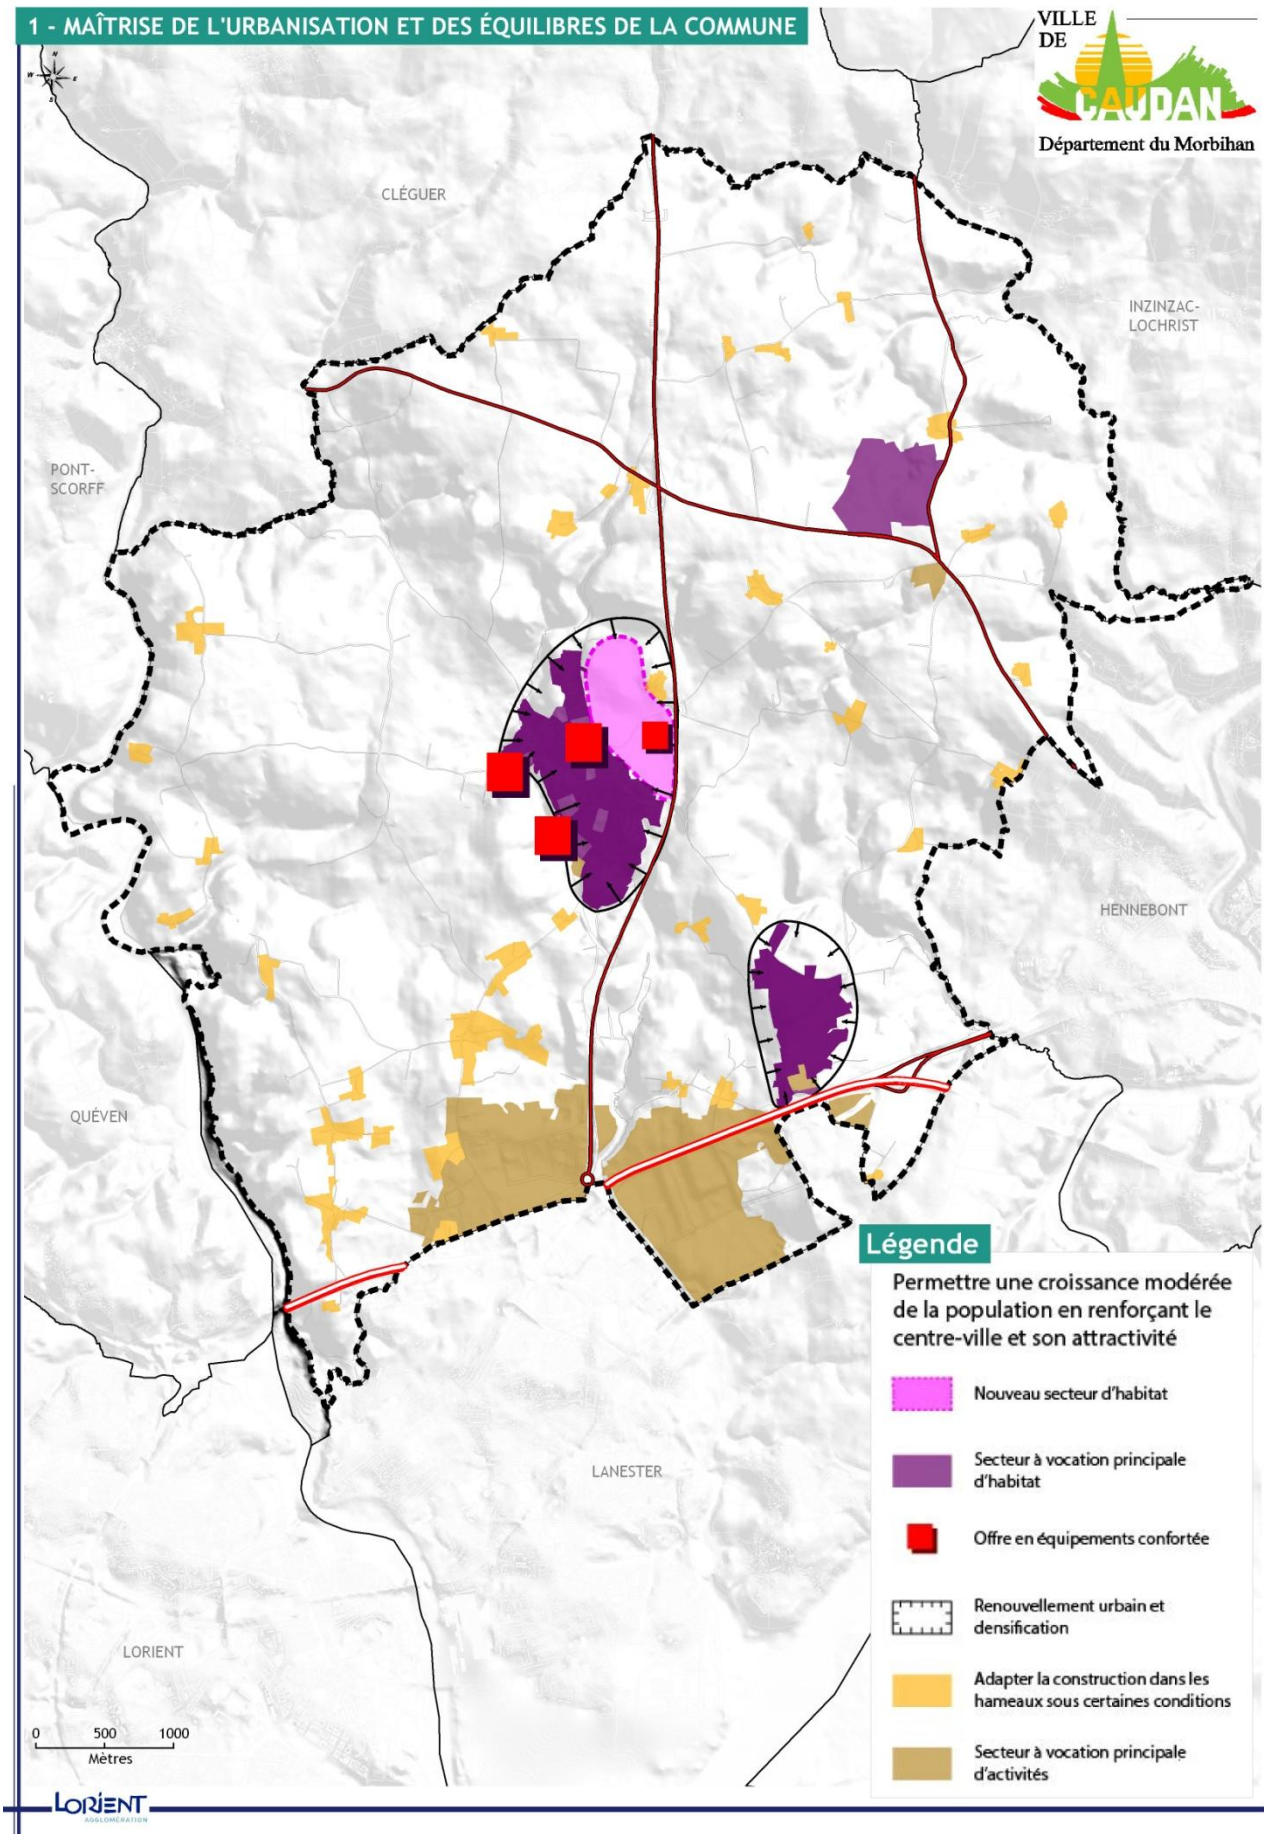 1 - MAÎTRISE DE L'URBANISATION ET DES ÉQUILIBRES DE LA COMMUNE
VILLE
DE
CAUDAN
Département du Morbihan
N
W
E
S
CLÉGUER
INZINZAC-
LOCHRIST
PONT-
SCORFF
HENNEBONT
QUÉVEN
LANESTER
LORIENT
Légende
Permettre une croissance modérée
de la population en renforçant le
centre-ville et son attractivité
Nouveau secteur d'habitat
Secteur à vocation principale
d'habitat
Offre en équipements confortée
Renouvellement urbain et
densification
Adapter la construction dans les
hameaux sous certaines conditions
Secteur à vocation principale
d'activités
0 500 1000
Mètres
LORIENT
AGGLOMÉRATION